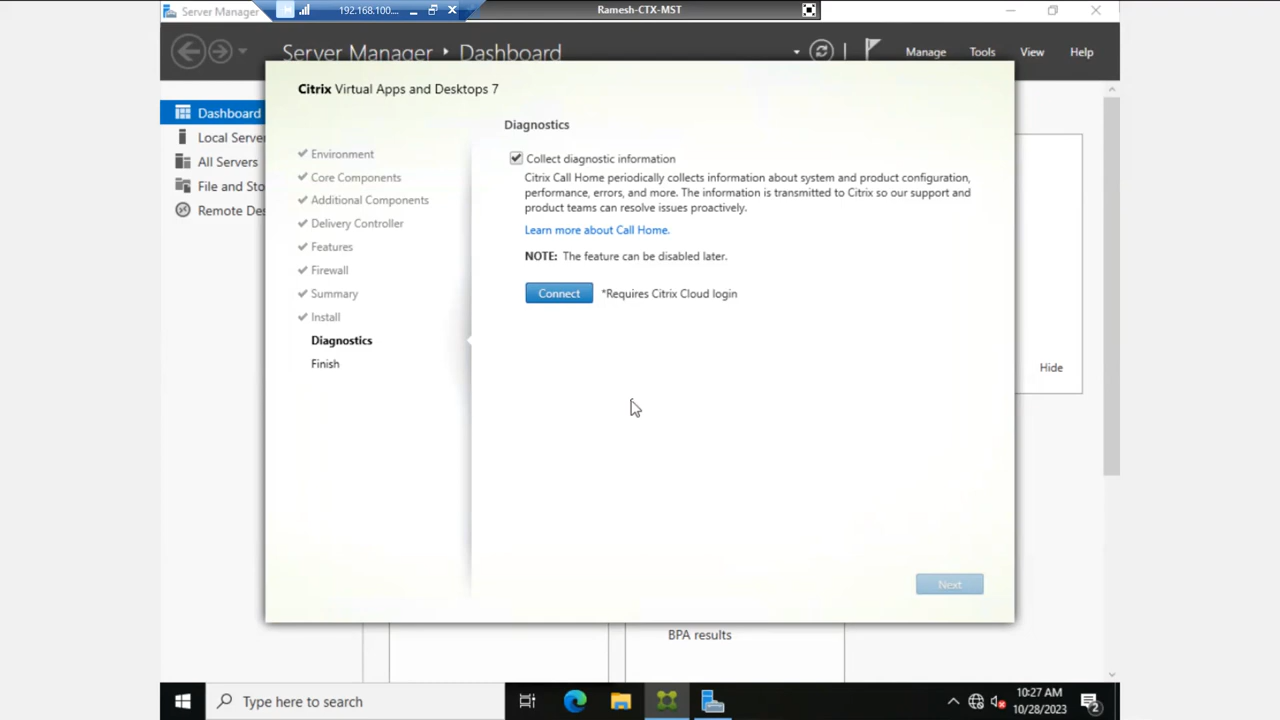 Server Manager
192.168.100...
Ramesh-CTX-MST
Server Manager ‣ Dashboard
Manage
Tools
View
Help
Dashboard
Local Serve
All Servers
File and Sto
Remote De
Citrix Virtual Apps and Desktops 7
Environment
Core Components
Additional Components
Delivery Controller
Features
Firewall
Summary
Install
Diagnostics
Finish
Diagnostics
Collect diagnostic information
Citrix Call Home periodically collects information about system and product configuration,
performance, errors, and more. The information is transmitted to Citrix so our support and
product teams can resolve issues proactively.
Learn more about Call Home.
NOTE: The feature can be disabled later.
Connect
*Requires Citrix Cloud login
Next
Hide
BPA results
Type here to search
10:27 AM
10/28/2023
2